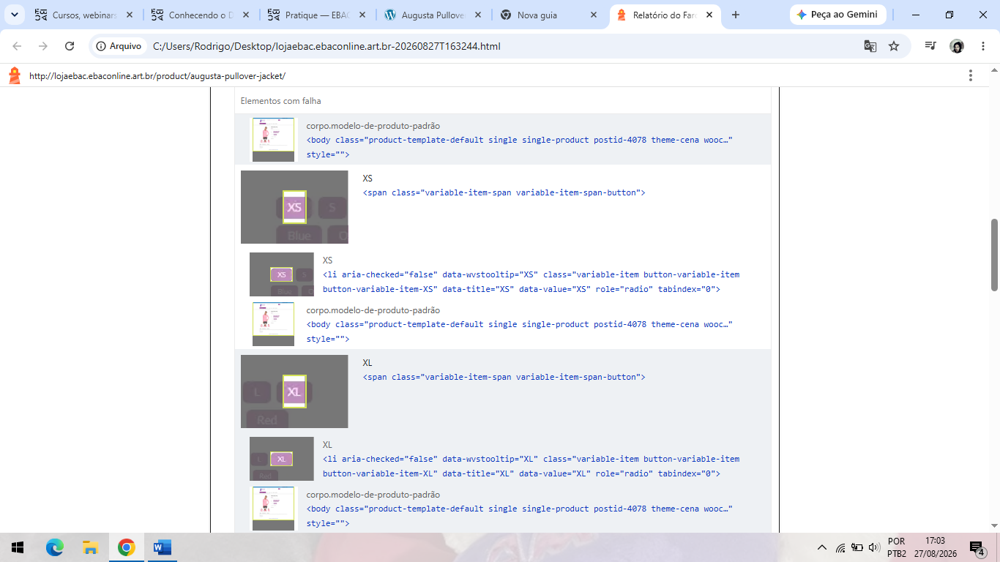 Cursos, webinars
Conhecendo o D
Pratique — EBAC
Augusta Pullover
Nova guia
Relatório do Faro
Peça ao Gemini
Arquivo
C:/Users/Rodrigo/Desktop/lojaebac.ebaconline.art.br-20260827T163244.html
http://lojaebac.ebaconline.art.br/product/augusta-pullover-jacket/
Elementos com falha
corpo.modelo-de-produto-padrão
<body class="product-template-default single single-product postid-4078 theme-cena wooc…"
style="">
XS
S
Blue
XS
<span class="variable-item-span variable-item-span-button">
XS
S
Blue
XS
<li aria-checked="false" data-wvstooltip="XS" class="variable-item button-variable-item
button-variable-item-XS" data-title="XS" data-value="XS" role="radio" tabindex="0">
corpo.modelo-de-produto-padrão
<body class="product-template-default single single-product postid-4078 theme-cena wooc…"
style="">
L
XL
Red
XL
<span class="variable-item-span variable-item-span-button">
L
XL
Red
XL
<li aria-checked="false" data-wvstooltip="XL" class="variable-item button-variable-item
button-variable-item-XL" data-title="XL" data-value="XL" role="radio" tabindex="0">
corpo.modelo-de-produto-padrão
<body class="product-template-default single single-product postid-4078 theme-cena wooc…"
style="">
POR
PTB2
17:03
27/08/2026
4